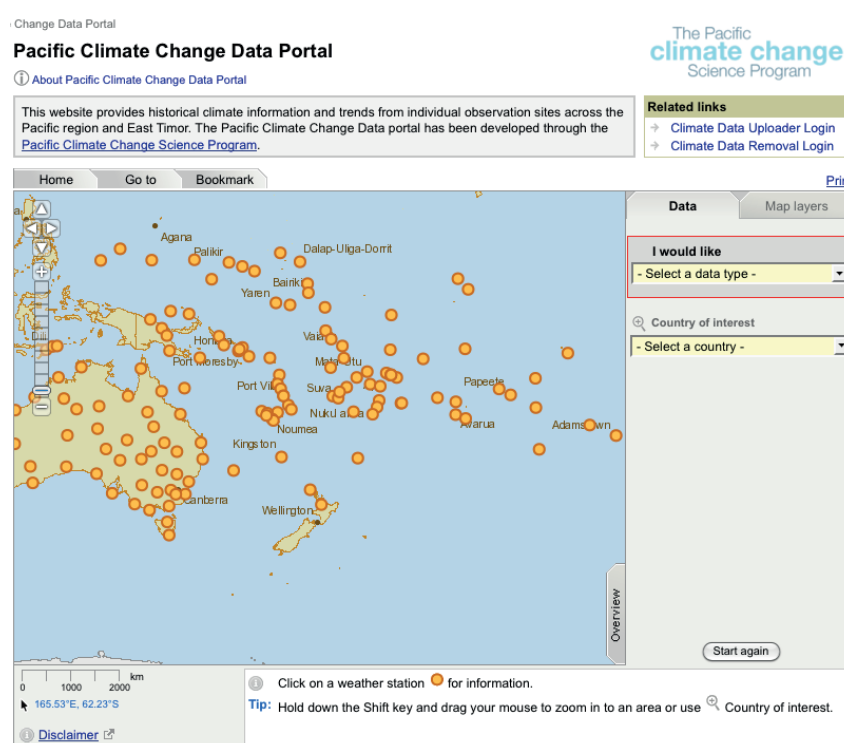 Change Data Portal
Pacific Climate Change Data Portal
About Pacific Climate Change Data Portal
The Pacific
climate change
Science Program
This website provides historical climate information and trends from individual observation sites across the
Pacific region and East Timor. The Pacific Climate Change Data portal has been developed through the
Pacific Climate Change Science Program.
Related links
Climate Data Uploader Login
Climate Data Removal Login
Home Go to Bookmark
Data Map layers
I would like
- Select a data type -
Country of interest
- Select a country -
Agana
Palikir
Dalap-Uliga-Dorrit
Bairiki
Yaren
Dili
Port Moresby
Port Vil
Suva
Papeete
Noumea
Avarua
Kingston
Canberra
Wellington
Overview
Start again
km
0 1000 2000
165.53°E, 62.23°S
Disclaimer
Click on a weather station for information.
Tip: Hold down the Shift key and drag your mouse to zoom in to an area or use Country of interest.